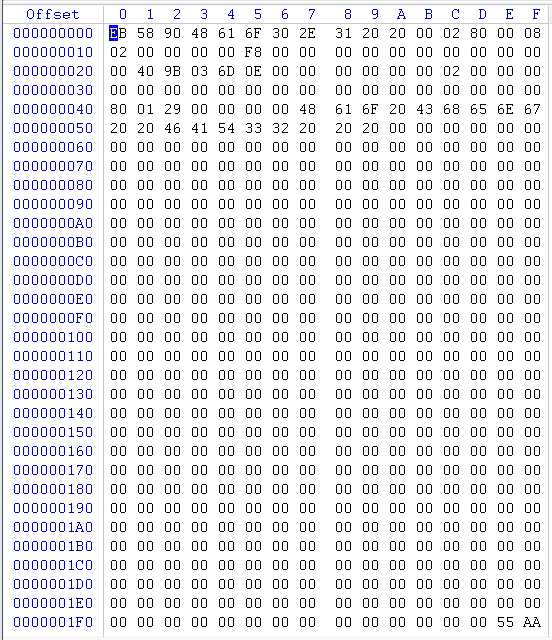 Offset 0 1 2 3 4 5 6 7 8 9 A B C D E F
000000000 EB 58 90 48 61 6F 30 2E 31 20 20 00 02 80 00 08
000000010 02 00 00 00 00 F8 00 00 00 00 00 00 00 00 00 00
000000020 00 40 9B 03 6D 0E 00 00 00 00 00 00 02 00 00 00
000000030 00 00 00 00 00 00 00 00 00 00 00 00 00 00 00 00
000000040 80 01 29 00 00 00 00 48 61 6F 20 43 68 65 6E 67
000000050 20 20 46 41 54 33 32 20 20 20 00 00 00 00 00 00
000000060 00 00 00 00 00 00 00 00 00 00 00 00 00 00 00 00
000000070 00 00 00 00 00 00 00 00 00 00 00 00 00 00 00 00
000000080 00 00 00 00 00 00 00 00 00 00 00 00 00 00 00 00
000000090 00 00 00 00 00 00 00 00 00 00 00 00 00 00 00 00
0000000A0 00 00 00 00 00 00 00 00 00 00 00 00 00 00 00 00
0000000B0 00 00 00 00 00 00 00 00 00 00 00 00 00 00 00 00
0000000C0 00 00 00 00 00 00 00 00 00 00 00 00 00 00 00 00
0000000D0 00 00 00 00 00 00 00 00 00 00 00 00 00 00 00 00
0000000E0 00 00 00 00 00 00 00 00 00 00 00 00 00 00 00 00
0000000F0 00 00 00 00 00 00 00 00 00 00 00 00 00 00 00 00
000000100 00 00 00 00 00 00 00 00 00 00 00 00 00 00 00 00
000000110 00 00 00 00 00 00 00 00 00 00 00 00 00 00 00 00
000000120 00 00 00 00 00 00 00 00 00 00 00 00 00 00 00 00
000000130 00 00 00 00 00 00 00 00 00 00 00 00 00 00 00 00
000000140 00 00 00 00 00 00 00 00 00 00 00 00 00 00 00 00
000000150 00 00 00 00 00 00 00 00 00 00 00 00 00 00 00 00
000000160 00 00 00 00 00 00 00 00 00 00 00 00 00 00 00 00
000000170 00 00 00 00 00 00 00 00 00 00 00 00 00 00 00 00
000000180 00 00 00 00 00 00 00 00 00 00 00 00 00 00 00 00
000000190 00 00 00 00 00 00 00 00 00 00 00 00 00 00 00 00
0000001A0 00 00 00 00 00 00 00 00 00 00 00 00 00 00 00 00
0000001B0 00 00 00 00 00 00 00 00 00 00 00 00 00 00 00 00
0000001C0 00 00 00 00 00 00 00 00 00 00 00 00 00 00 00 00
0000001D0 00 00 00 00 00 00 00 00 00 00 00 00 00 00 00 00
0000001E0 00 00 00 00 00 00 00 00 00 00 00 00 00 00 00 00
0000001F0 00 00 00 00 00 00 00 00 00 00 00 00 00 00 55 AA